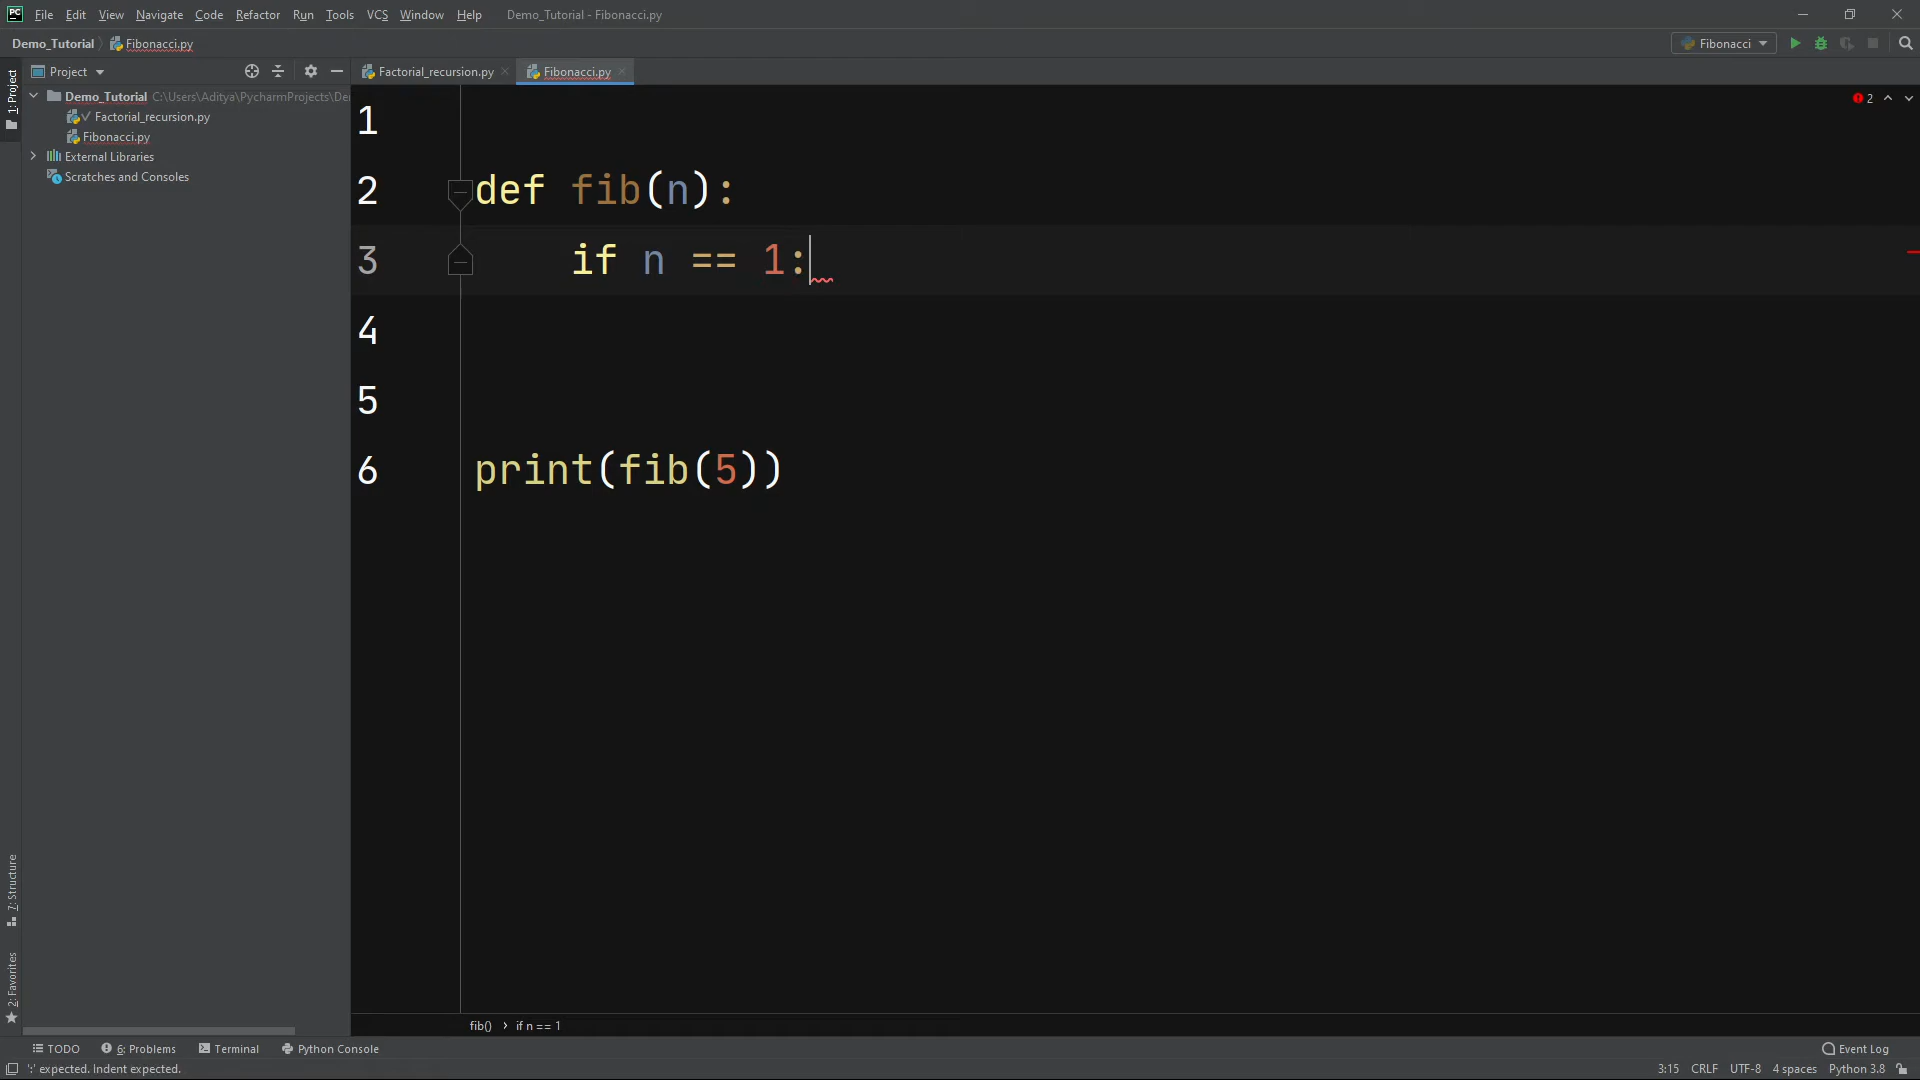 PC File Edit View Navigate Code Refactor Run Tools VCS Window Help Demo_Tutorial - Fibonacci.py
Demo_Tutorial Fibonacci.py Fibonacci
1: Project
Project Factorial_recursion.py Fibonacci.py
Demo_Tutorial C:\Users\Aditya\PycharmProjects\De
Factorial_recursion.py
Fibonacci.py
External Libraries
Scratches and Consoles
2
1
2 def fib(n):
3 if n == 1:
4
5
6 print(fib(5))
7: Structure
2: Favorites
fib() › if n == 1
TODO 6: Problems Terminal Python Console Event Log
':' expected. Indent expected. 3:15 CRLF UTF-8 4 spaces Python 3.8